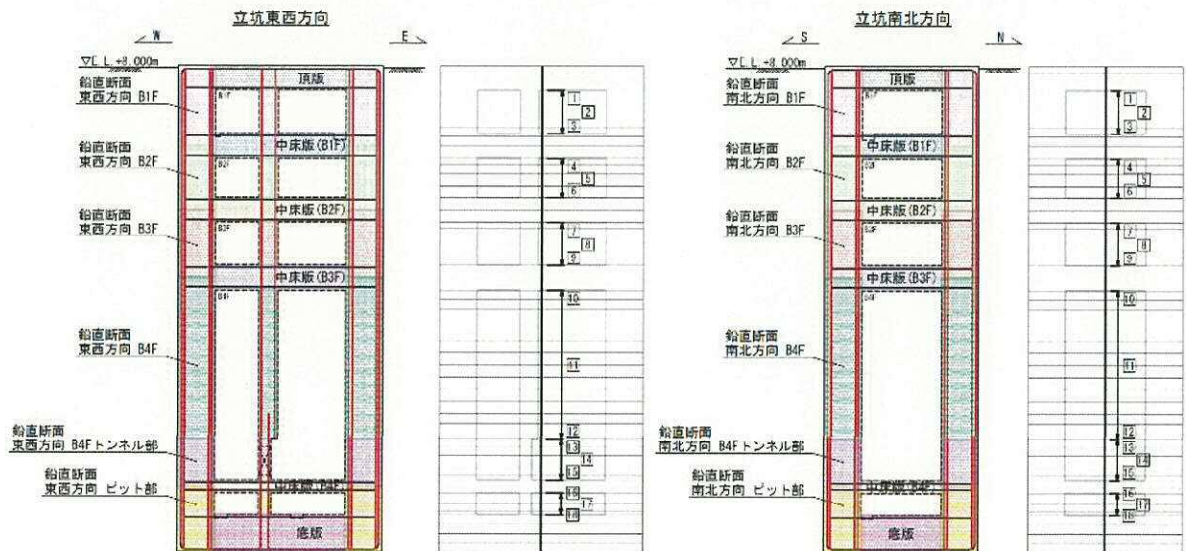 立坑東西方向
W
E
▽E.L.+8.000m
頂版
鉛直断面
東西方向 B1F
B1F
中床版(B1F)
鉛直断面
東西方向 B2F
B2F
中床版(B2F)
鉛直断面
東西方向 B3F
B3F
中床版(B3F)
B4F
鉛直断面
東西方向 B4F
鉛直断面
東西方向 B4Fトンネル部
中床版(B4F)
鉛直断面
東西方向 ピット部
底版
1
2
3
4
5
6
7
8
9
10
11
12
13
14
15
16
17
18
立坑南北方向
S
N
▽E.L.+8.000m
頂版
鉛直断面
南北方向 B1F
B1F
中床版(B1F)
鉛直断面
南北方向 B2F
B2F
中床版(B2F)
鉛直断面
南北方向 B3F
B3F
中床版(B3F)
B4F
鉛直断面
南北方向 B4F
鉛直断面
南北方向 B4Fトンネル部
中床版(B4F)
鉛直断面
南北方向 ピット部
底版
1
2
3
4
5
6
7
8
9
10
11
12
13
14
15
16
17
18